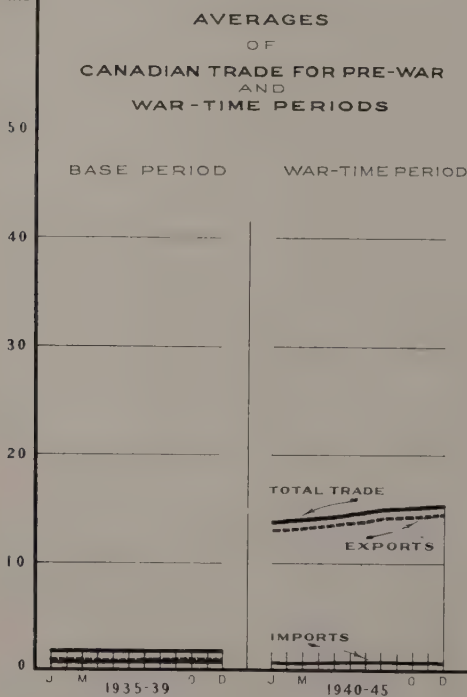 AVERAGES
OF
CANADIAN TRADE FOR PRE-WAR
AND
WAR-TIME PERIODS
50
BASE PERIOD WAR-TIME PERIOD
40
30
20
TOTAL TRADE
EXPORTS
10
IMPORTS
0
J M O D J O D
1935-39 1940-45